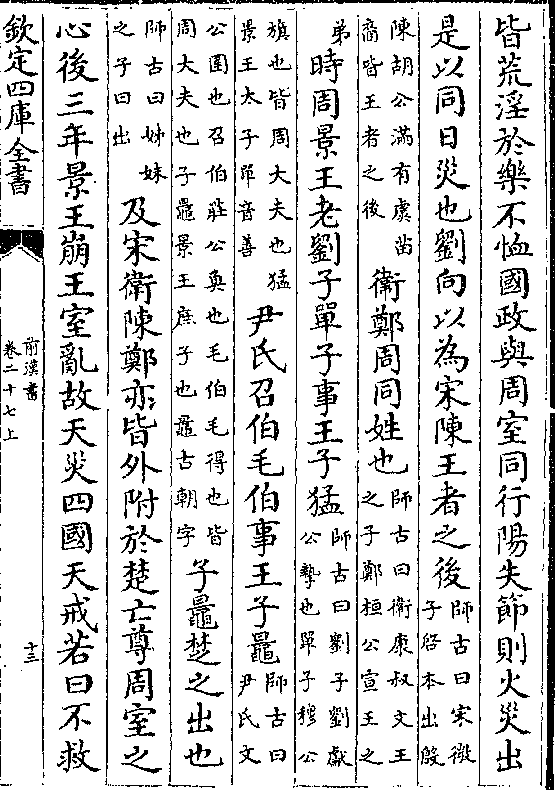 皆荒淫於樂不恤國政與周室同行陽失節則火災出
是以同日災也劉向以為宋陳王者之後
師古曰宋微
子啓本出殷
陳胡公滿有虞苗
裔皆王者之後
衛鄭周同姓也
師古曰衛康叔文王
之子鄭桓公宣王之
弟
時周景王老劉子單子事王子猛
師古曰劉子劉獻
公摯也單子穆公
旗也皆周大夫也猛
景王太子單音善
尹氏召伯毛伯事王子鼂
師古曰
尹氏文
公圉也召伯莊公奐也毛伯毛得也皆
周大夫也子鼂景王庶子也鼂古朝字
子鼂楚之出也
師古曰姊妹
之子曰出
及宋衛陳鄭亦皆外附於楚亡尊周室之
心後三年景王崩王室亂故天災四國天戒若曰不救
欽定四庫全書
前漢書
卷二十七上
十三